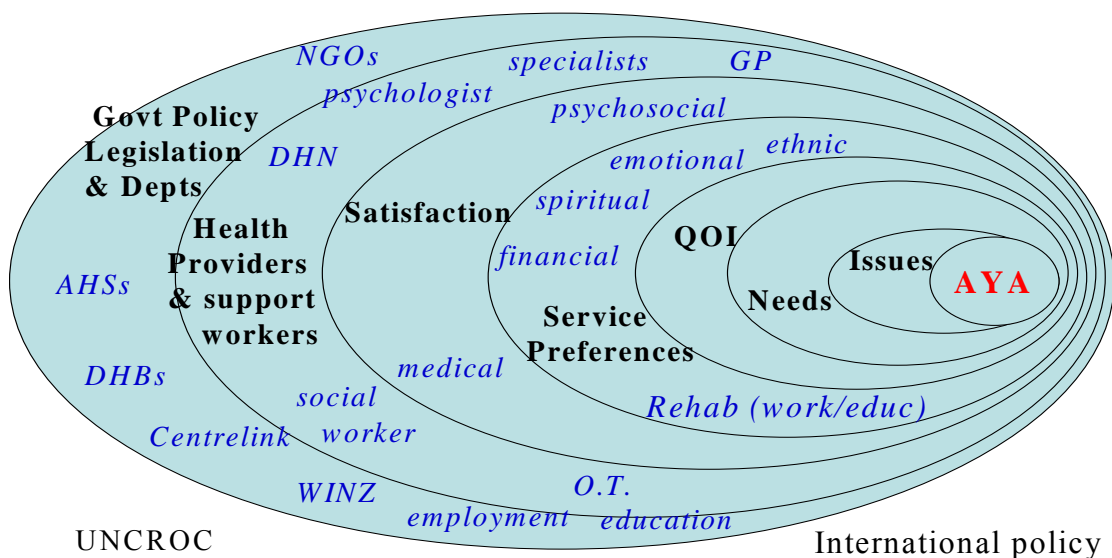 NGOs
specialists
GP
psychologist
psychosocial
Govt Policy
Legislation
& Depts
DHN
emotional
ethnic
spiritual
Satisfaction
Health
Providers
& support
workers
QOI
financial
Issues
AYA
AHSs
Needs
Service
Preferences
DHBs
medical
social
worker
Rehab (work/educ)
Centrelink
WINZ
O.T.
employment
education
UNCROC
International policy